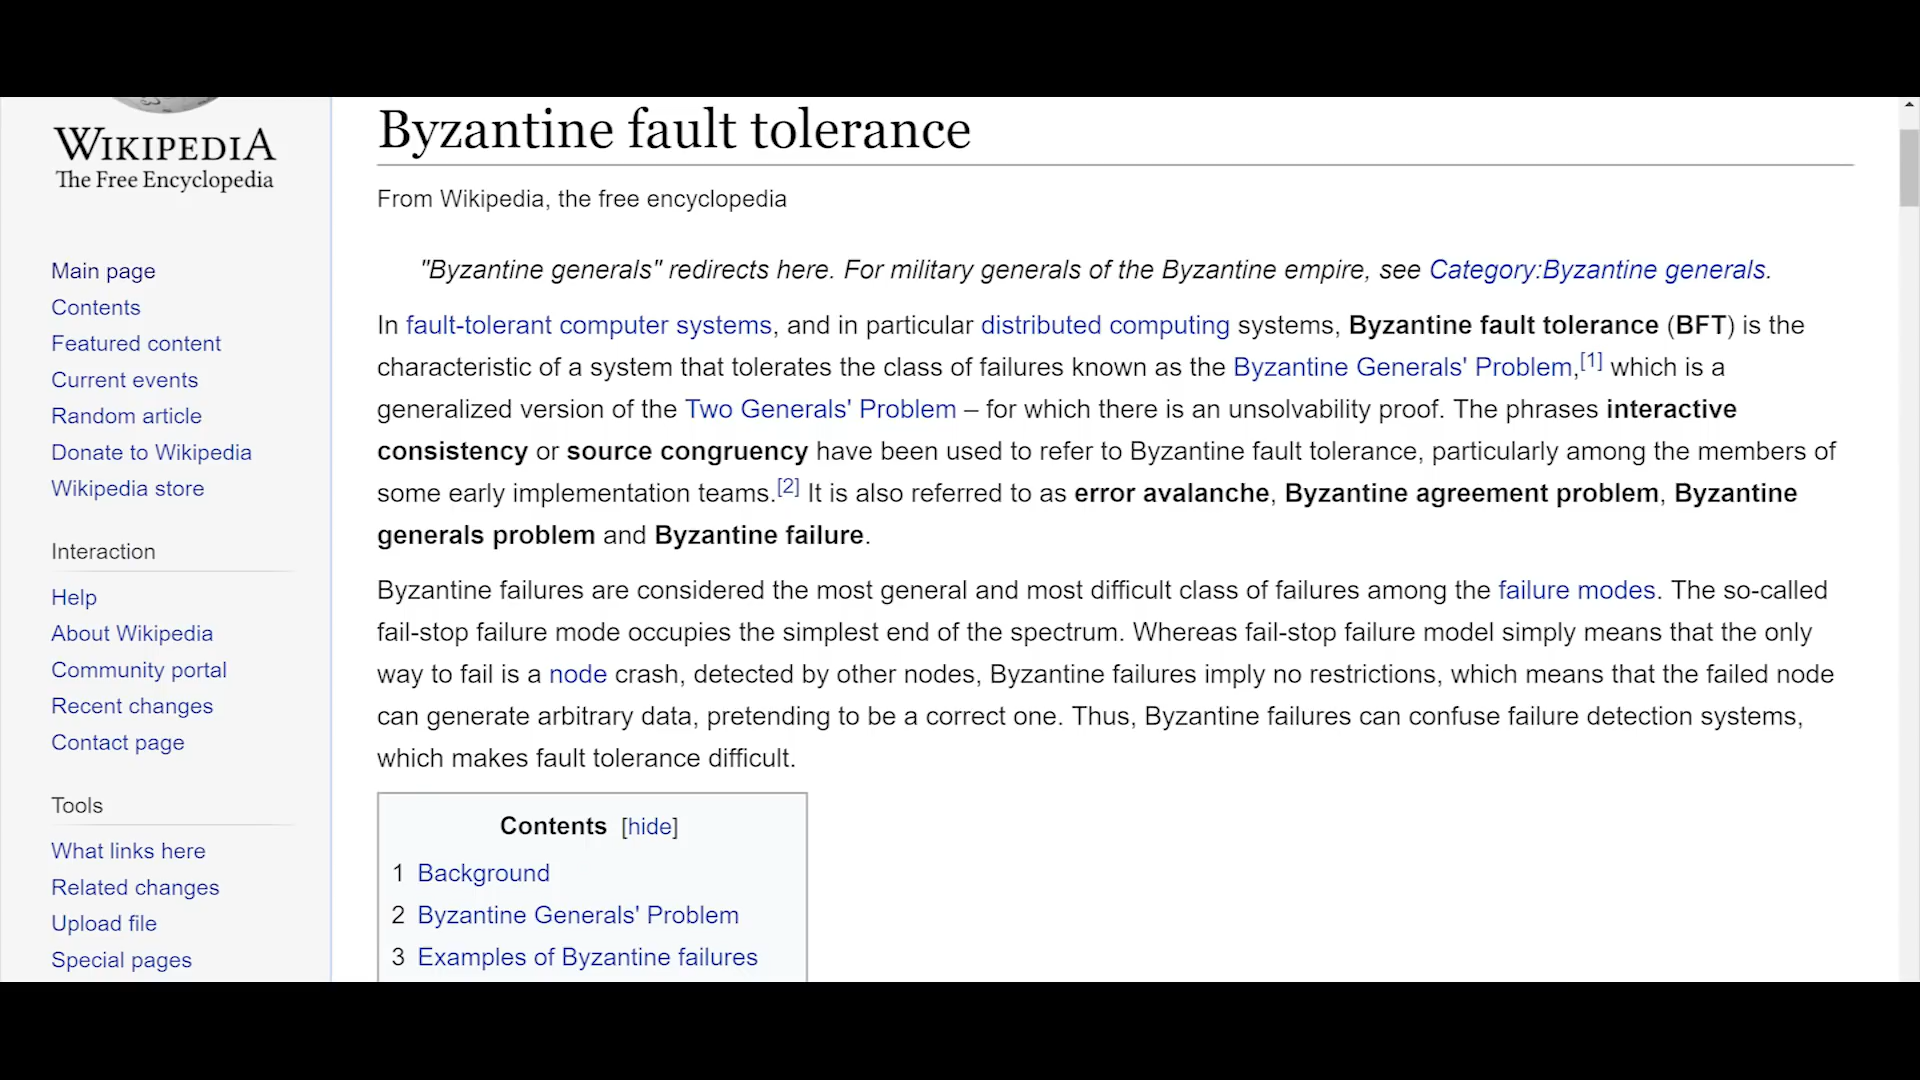 WIKIPEDIA
The Free Encyclopedia
Main page
Contents
Featured content
Current events
Random article
Donate to Wikipedia
Wikipedia store
Interaction
Help
About Wikipedia
Community portal
Recent changes
Contact page
Tools
What links here
Related changes
Upload file
Special pages
Byzantine fault tolerance
From Wikipedia, the free encyclopedia
"Byzantine generals" redirects here. For military generals of the Byzantine empire, see Category:Byzantine generals.
In fault-tolerant computer systems, and in particular distributed computing systems, Byzantine fault tolerance (BFT) is the
characteristic of a system that tolerates the class of failures known as the Byzantine Generals' Problem,[1] which is a
generalized version of the Two Generals' Problem – for which there is an unsolvability proof. The phrases interactive
consistency or source congruency have been used to refer to Byzantine fault tolerance, particularly among the members of
some early implementation teams.[2] It is also referred to as error avalanche, Byzantine agreement problem, Byzantine
generals problem and Byzantine failure.
Byzantine failures are considered the most general and most difficult class of failures among the failure modes. The so-called
fail-stop failure mode occupies the simplest end of the spectrum. Whereas fail-stop failure model simply means that the only
way to fail is a node crash, detected by other nodes, Byzantine failures imply no restrictions, which means that the failed node
can generate arbitrary data, pretending to be a correct one. Thus, Byzantine failures can confuse failure detection systems,
which makes fault tolerance difficult.
Contents [hide]
1 Background
2 Byzantine Generals' Problem
3 Examples of Byzantine failures